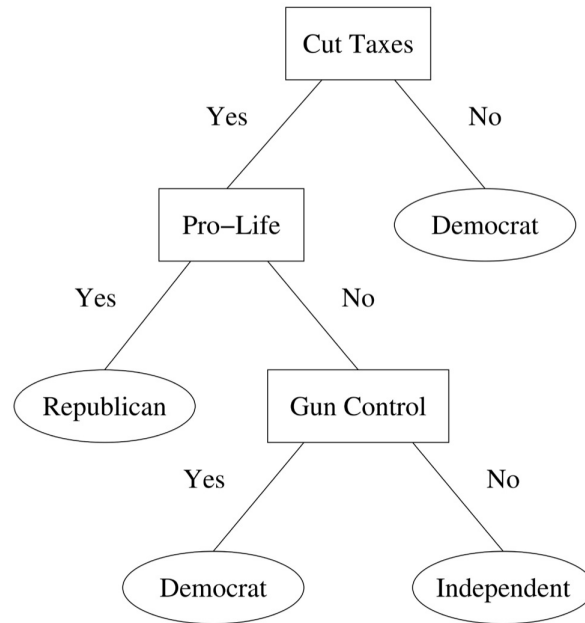 Cut Taxes
Yes
No
Pro−Life
Democrat
Yes
No
Republican
Gun Control
Yes
No
Democrat
Independent